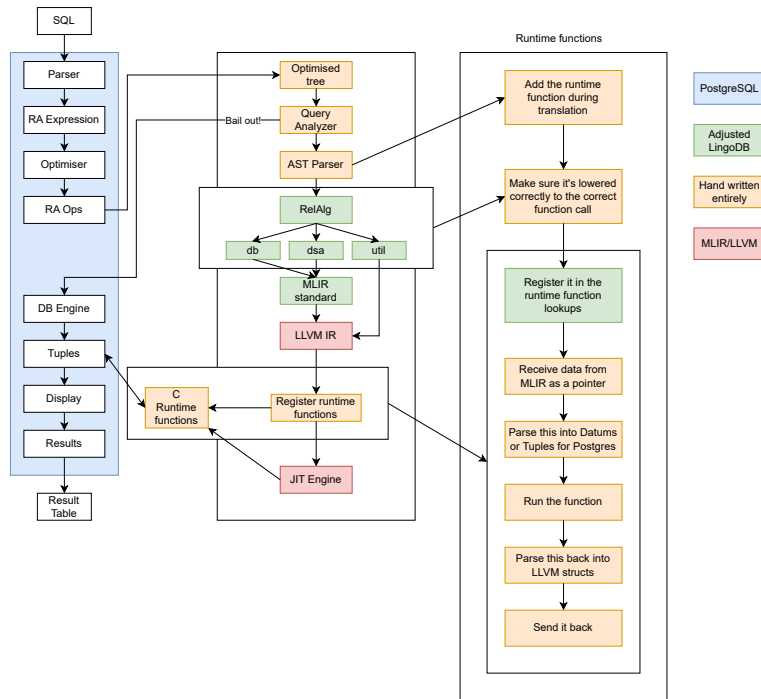 SQL
Parser
RA Expression
Optimiser
RA Ops
DB Engine
Tuples
Display
Results
Result
Table
Optimised
tree
Bail out!
Query
Analyzer
AST Parser
RelAlg
db
dsa
util
MLIR
standard
LLVM IR
C
Runtime
functions
Register runtime
functions
JIT Engine
Runtime functions
Add the runtime
function during
translation
Make sure it's lowered
correctly to the correct
function call
Register it in the
runtime function
lookups
Receive data from
MLIR as a pointer
Parse this into Datums
or Tuples for Postgres
Run the function
Parse this back into
LLVM structs
Send it back
PostgreSQL
Adjusted
LingoDB
Hand written
entirely
MLIR/LLVM